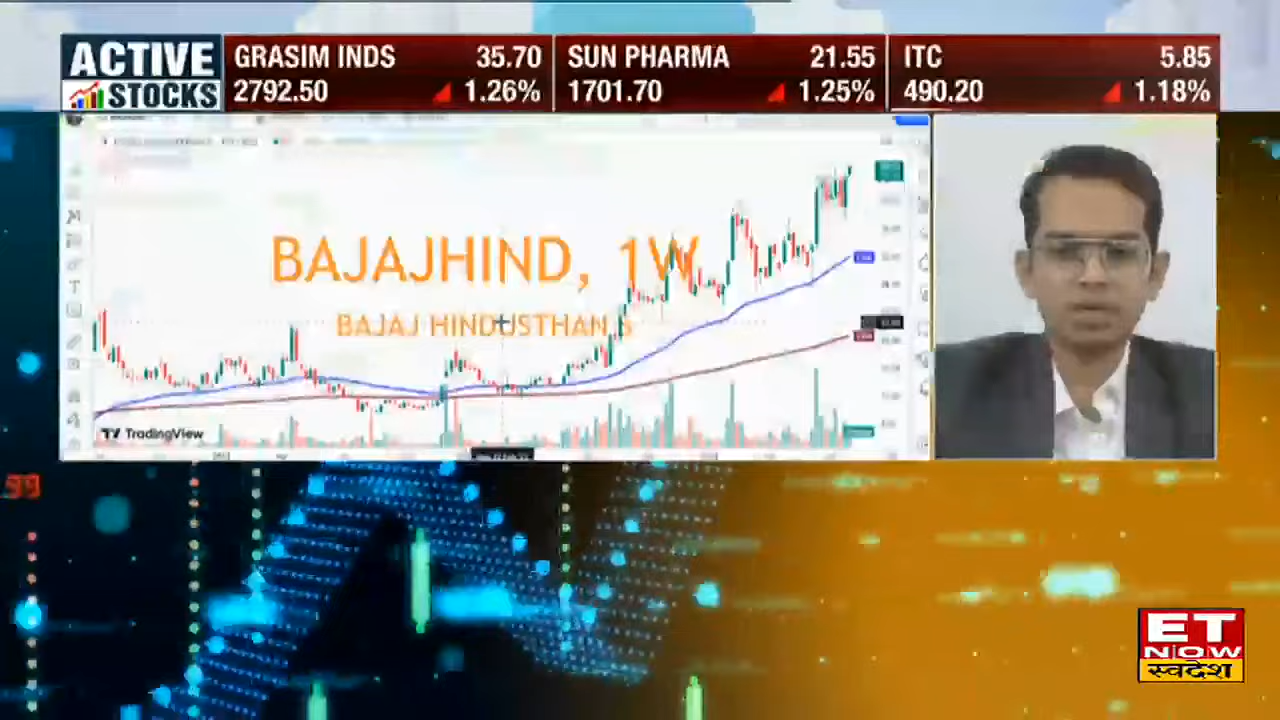 ACTIVE
STOCKS
GRASIM INDS 35.70
2792.50 1.26%
SUN PHARMA 21.55
1701.70 1.25%
ITC 5.85
490.20 1.18%
BAJAJHIND, 1W
BAJAJ HINDUSTHAN S
TradingView
99
ET
NOW
स्वदेश